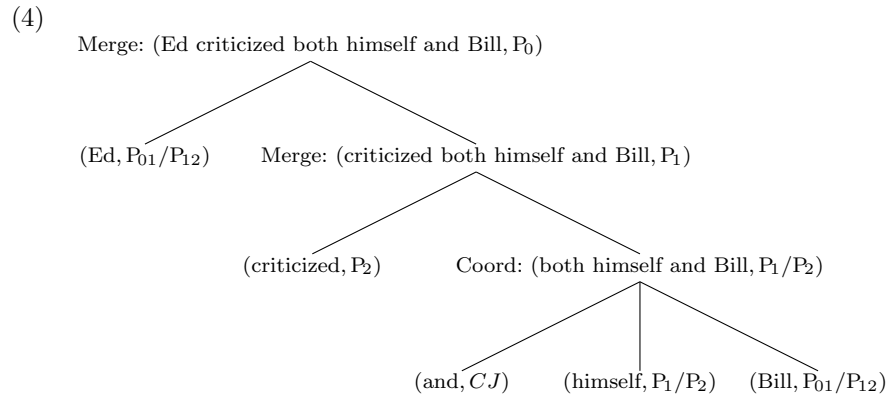 (4)
Merge: (Ed criticized both himself and Bill, P₀)
(Ed, P₀₁/P₁₂) Merge: (criticized both himself and Bill, P₁)
(criticized, P₂) Coord: (both himself and Bill, P₁/P₂)
(and, CJ) (himself, P₁/P₂) (Bill, P₀₁/P₁₂)